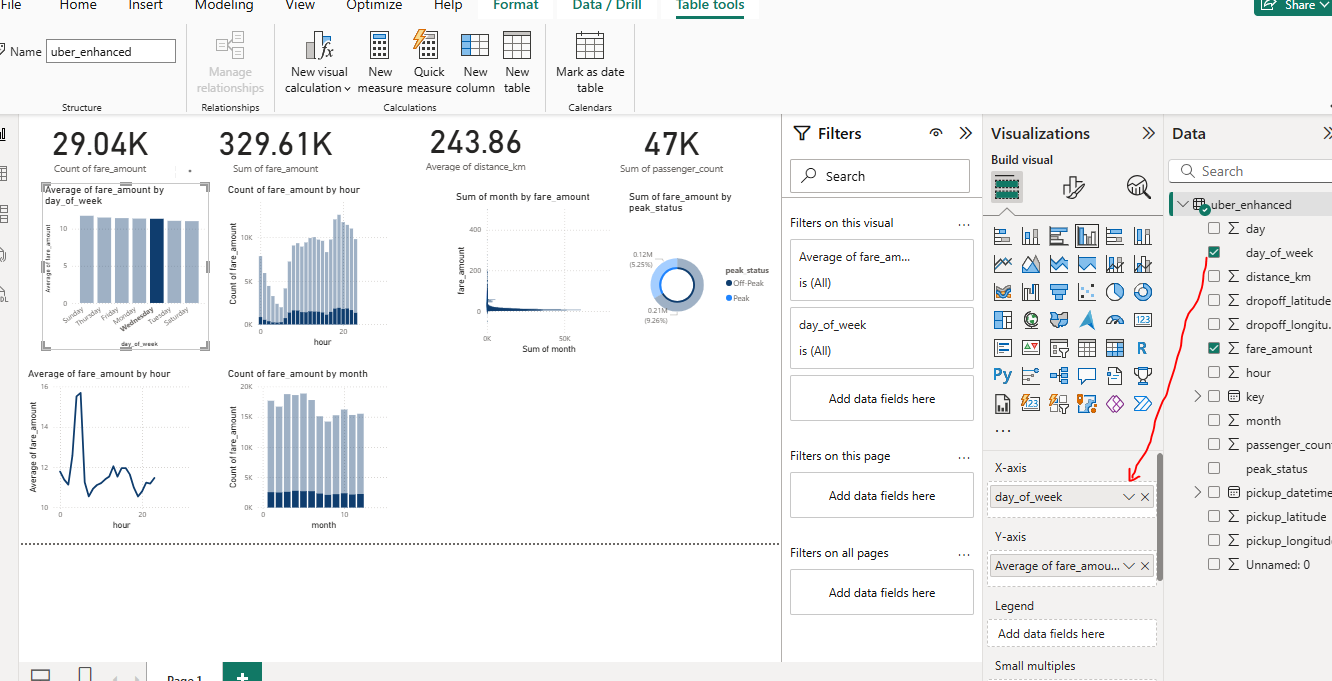 File Home Insert Modeling View Optimize Help Format Data / Drill Table tools Share
Name uber_enhanced
Manage relationships
New visual calculation
New measure
Quick measure
New column
New table
Mark as date table
Structure Relationships Calculations Calendars
29.04K
Count of fare_amount
329.61K
Sum of fare_amount
243.86
Average of distance_km
47K
Sum of passenger_count
Average of fare_amount by
day_of_week
Average of fare_amount
10
5
0
Sunday Thursday Friday Monday Wednesday Tuesday Saturday
day_of_week
Count of fare_amount by hour
Count of fare_amount
10K
5K
0K
0 20
hour
Sum of month by fare_amount
fare_amount
400
200
0
0K 50K
Sum of month
Sum of fare_amount by
peak_status
0.12M
(5.25%)
0.21M
(9.26%)
peak_status
Off-Peak
Peak
Average of fare_amount by hour
Average of fare_amount
16
14
12
10
0 20
hour
Count of fare_amount by month
Count of fare_amount
20K
15K
10K
5K
0K
0 10
month
Page 1
Filters
Search
Filters on this visual ...
Average of fare_am...
is (All)
day_of_week
is (All)
Add data fields here
Filters on this page ...
Add data fields here
Filters on all pages ...
Add data fields here
Visualizations
Build visual
123
R
Py
123
...
X-axis
day_of_week
Y-axis
Average of fare_amou...
Legend
Add data fields here
Small multiples
Data
Search
uber_enhanced
day
day_of_week
distance_km
dropoff_latitude
dropoff_longitu...
fare_amount
hour
key
month
passenger_count
peak_status
pickup_datetime
pickup_latitude
pickup_longitude
Unnamed: 0